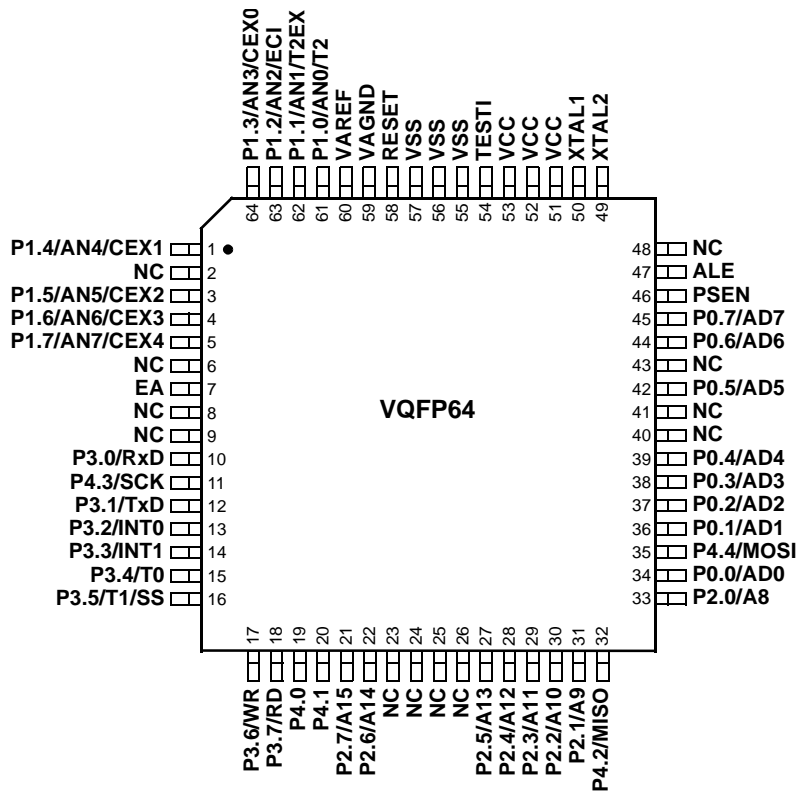 P1.3/AN3/CEX0
P1.2/AN2/ECI
P1.1/AN1/T2EX
P1.0/AN0/T2
VAREF
VAGND
RESET
VSS
VSS
VSS
TESTI
VCC
VCC
VCC
XTAL1
XTAL2
64
63
62
61
60
59
58
57
56
55
54
53
52
51
50
49
P1.4/AN4/CEX1 1
NC 2
P1.5/AN5/CEX2 3
P1.6/AN6/CEX3 4
P1.7/AN7/CEX4 5
NC 6
EA 7
NC 8
NC 9
P3.0/RxD 10
P4.3/SCK 11
P3.1/TxD 12
P3.2/INT0 13
P3.3/INT1 14
P3.4/T0 15
P3.5/T1/SS 16
VQFP64
48 NC
47 ALE
46 PSEN
45 P0.7/AD7
44 P0.6/AD6
43 NC
42 P0.5/AD5
41 NC
40 NC
39 P0.4/AD4
38 P0.3/AD3
37 P0.2/AD2
36 P0.1/AD1
35 P4.4/MOSI
34 P0.0/AD0
33 P2.0/A8
17
18
19
20
21
22
23
24
25
26
27
28
29
30
31
32
P3.6/WR
P3.7/RD
P4.0
P4.1
P2.7/A15
P2.6/A14
NC
NC
NC
NC
P2.5/A13
P2.4/A12
P2.3/A11
P2.2/A10
P2.1/A9
P4.2/MISO